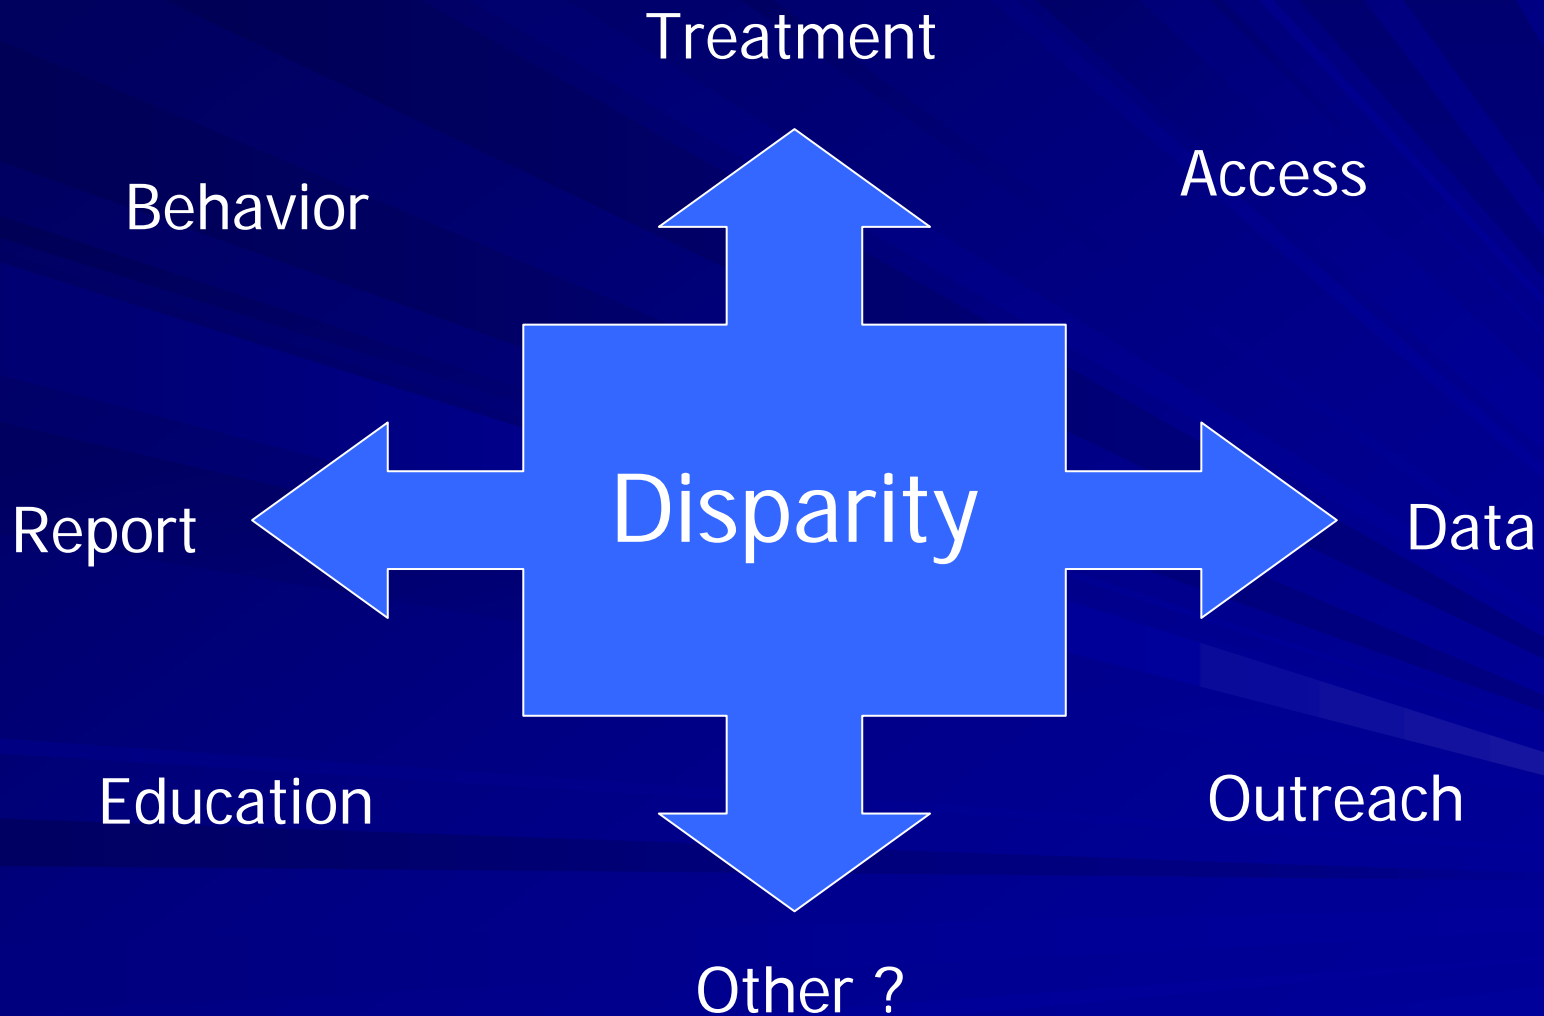 Treatment
Access
Behavior
Disparity
Report
Data
Education
Outreach
Other ?